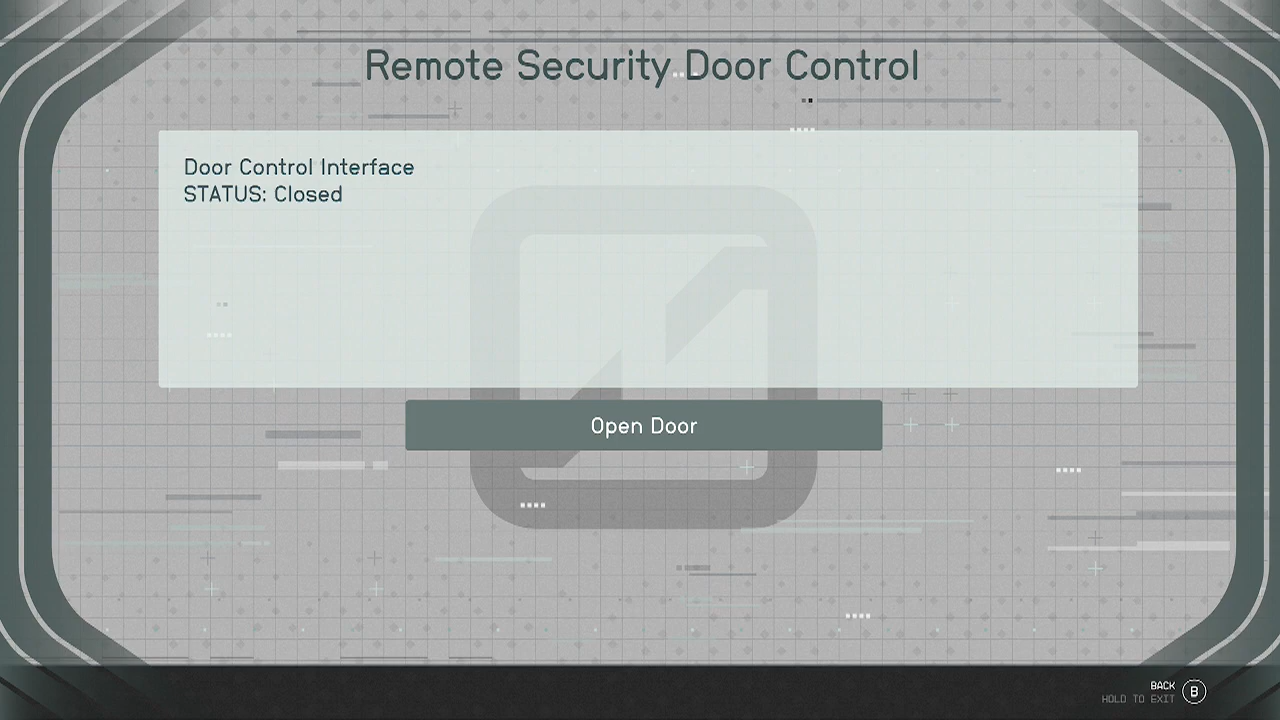 Remote Security Door Control
Door Control Interface
STATUS: Closed
Open Door
BACK
HOLD TO EXIT
B